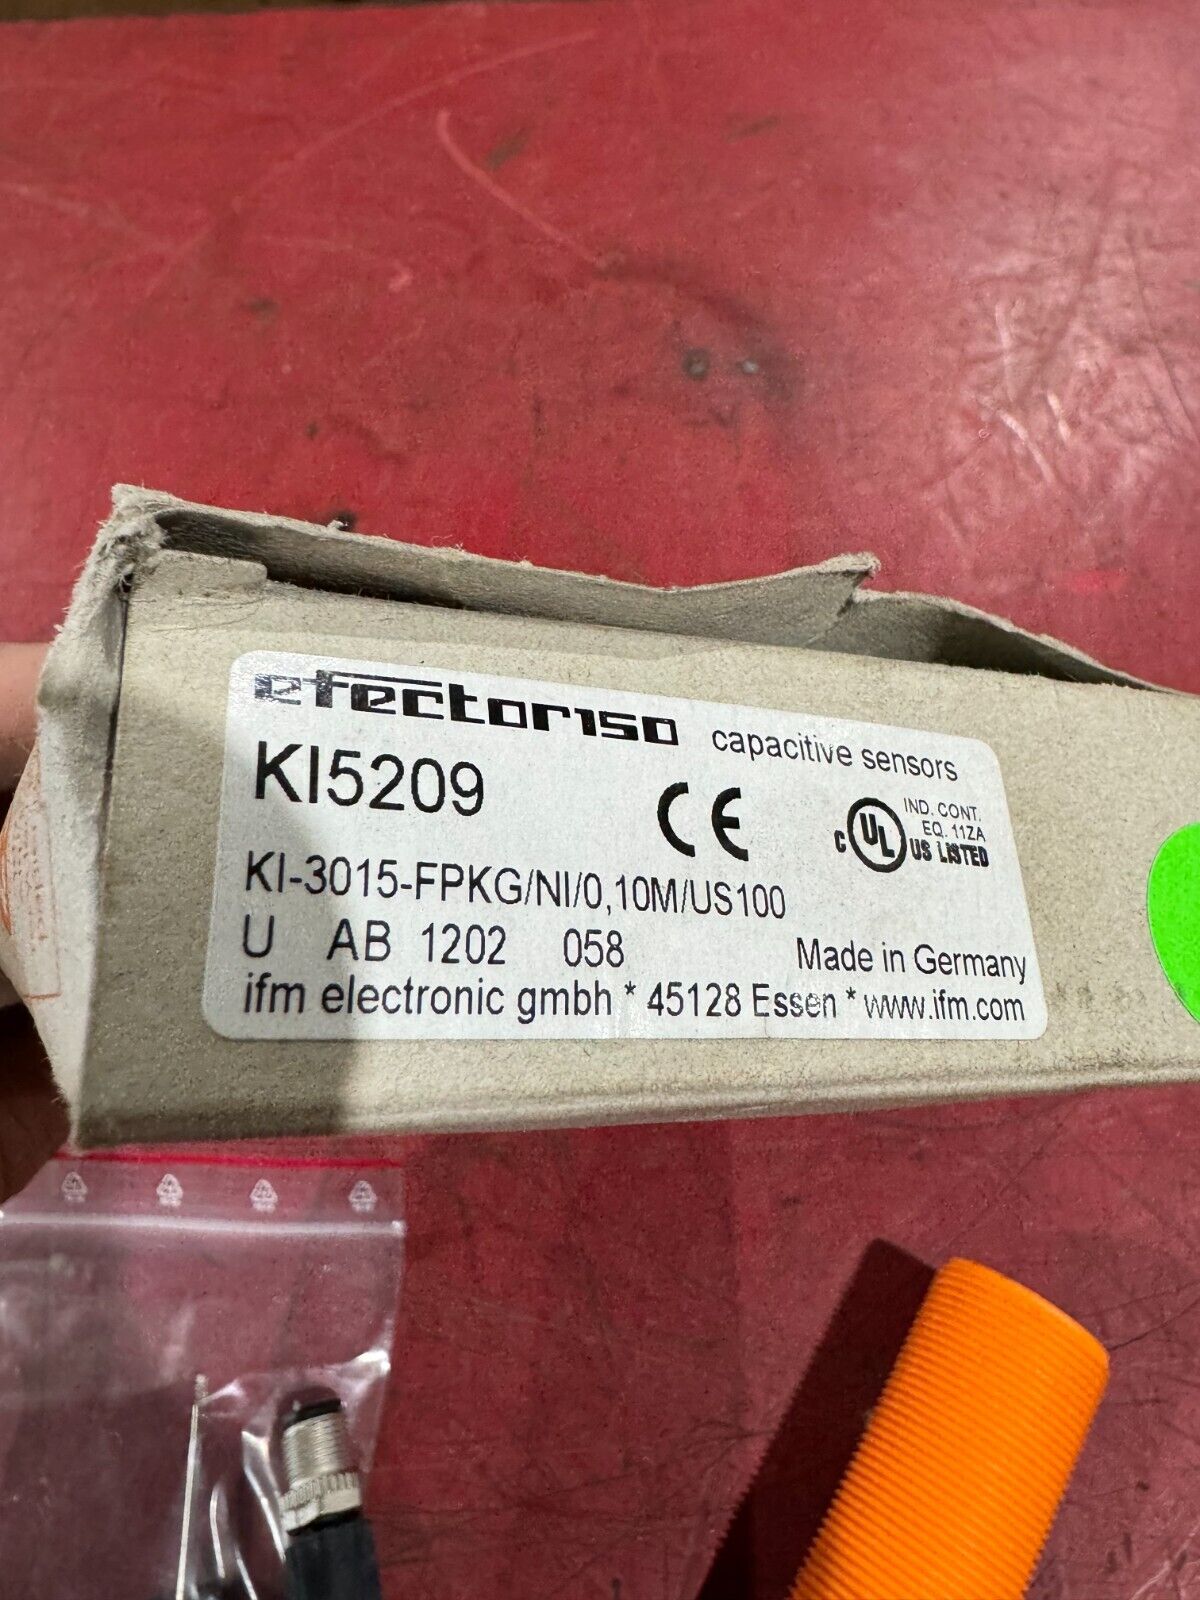 efector150 capacitive sensors
KI5209
CE
c UL US LISTED
IND. CONT.
EQ. 11ZA
KI-3015-FPKG/NI/0,10M/US100
U AB 1202 058
Made in Germany
ifm electronic gmbh * 45128 Essen * www.ifm.com